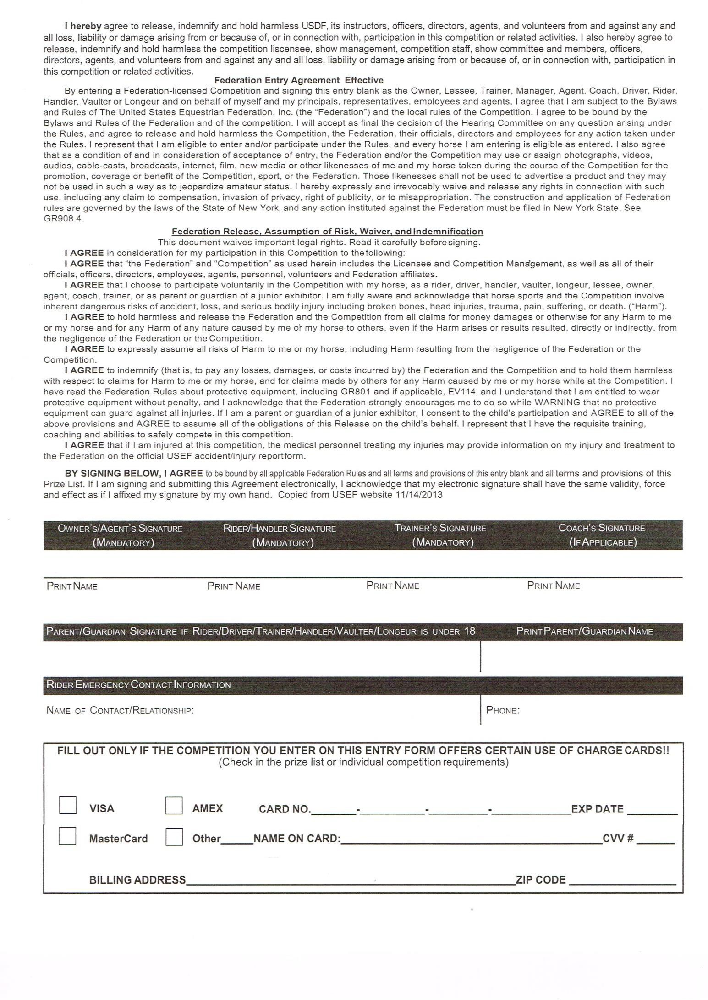 I hereby agree to release, indemnify and hold harmless USDF, its instructors, officers, directors, agents, and volunteers from and against any and
all loss, liability or damage arising from or because of, or in connection with, participation in this competition or related activities. I also hereby agree to
release, indemnify and hold harmless the competition liscensee, show management, competition staff, show committee and members, officers,
directors, agents, and volunteers from and against any and all loss, liability or damage arising from or because of, or in connection with, participation in
this competition or related activities.
Federation Entry Agreement Effective
By entering a Federation-licensed Competition and signing this entry blank as the Owner, Lessee, Trainer, Manager, Agent, Coach, Driver, Rider,
Handler, Vaulter or Longeur and on behalf of myself and my principals, representatives, employees and agents, I agree that I am subject to the Bylaws
and Rules of The United States Equestrian Federation, Inc. (the “Federation”) and the local rules of the Competition. I agree to be bound by the
Bylaws and Rules of the Federation and of the competition. I will accept as final the decision of the Hearing Committee on any question arising under
the Rules, and agree to release and hold harmless the Competition, the Federation, their officials, directors and employees for any action taken under
the Rules. I represent that I am eligible to enter and/or participate under the Rules, and every horse I am entering is eligible as entered. I also agree
that as a condition of and in consideration of acceptance of entry, the Federation and/or the Competition may use or assign photographs, videos,
audios, cable-casts, broadcasts, internet, film, new media or other likenesses of me and my horse taken during the course of the Competition for the
promotion, coverage or benefit of the Competition, sport, or the Federation. Those likenesses shall not be used to advertise a product and they may
not be used in such a way as to jeopardize amateur status. I hereby expressly and irrevocably waive and release any rights in connection with such
use, including any claim to compensation, invasion of privacy, right of publicity, or to misappropriation. The construction and application of Federation
rules are governed by the laws of the State of New York, and any action instituted against the Federation must be filed in New York State. See
GR908.4.
Federation Release, Assumption of Risk, Waiver, and Indemnification
This document waives important legal rights. Read it carefully before signing.
I AGREE in consideration for my participation in this Competition to the following:
I AGREE that “the Federation” and “Competition” as used herein includes the Licensee and Competition Management, as well as all of their
officials, officers, directors, employees, agents, personnel, volunteers and Federation affiliates.
I AGREE that I choose to participate voluntarily in the Competition with my horse, as a rider, driver, handler, vaulter, longeur, lessee, owner,
agent, coach, trainer, or as parent or guardian of a junior exhibitor. I am fully aware and acknowledge that horse sports and the Competition involve
inherent dangerous risks of accident, loss, and serious bodily injury including broken bones, head injuries, trauma, pain, suffering, or death. (“Harm”).
I AGREE to hold harmless and release the Federation and the Competition from all claims for money damages or otherwise for any Harm to me
or my horse and for any Harm of any nature caused by me or my horse to others, even if the Harm arises or results resulted, directly or indirectly, from
the negligence of the Federation or the Competition.
I AGREE to expressly assume all risks of Harm to me or my horse, including Harm resulting from the negligence of the Federation or the
Competition.
I AGREE to indemnify (that is, to pay any losses, damages, or costs incurred by) the Federation and the Competition and to hold them harmless
with respect to claims for Harm to me or my horse, and for claims made by others for any Harm caused by me or my horse while at the Competition. I
have read the Federation Rules about protective equipment, including GR801 and if applicable, EV114, and I understand that I am entitled to wear
protective equipment without penalty, and I acknowledge that the Federation strongly encourages me to do so while WARNING that no protective
equipment can guard against all injuries. If I am a parent or guardian of a junior exhibitor, I consent to the child’s participation and AGREE to all of the
above provisions and AGREE to assume all of the obligations of this Release on the child’s behalf. I represent that I have the requisite training,
coaching and abilities to safely compete in this competition.
I AGREE that if I am injured at this competition, the medical personnel treating my injuries may provide information on my injury and treatment to
the Federation on the official USEF accident/injury report form.
BY SIGNING BELOW, I AGREE to be bound by all applicable Federation Rules and all terms and provisions of this entry blank and all terms and provisions of this
Prize List. If I am signing and submitting this Agreement electronically, I acknowledge that my electronic signature shall have the same validity, force
and effect as if I affixed my signature by my own hand. Copied from USEF website 11/14/2013
OWNER’S/AGENT’S SIGNATURE RIDER/HANDLER SIGNATURE TRAINER’S SIGNATURE COACH’S SIGNATURE
(MANDATORY) (MANDATORY) (MANDATORY) (IF APPLICABLE)
PRINT NAME PRINT NAME PRINT NAME PRINT NAME
PARENT/GUARDIAN SIGNATURE IF RIDER/DRIVER/TRAINER/HANDLER/VAULTER/LONGEUR IS UNDER 18 PRINT PARENT/GUARDIAN NAME
RIDER EMERGENCY CONTACT INFORMATION
NAME OF CONTACT/RELATIONSHIP: PHONE:
FILL OUT ONLY IF THE COMPETITION YOU ENTER ON THIS ENTRY FORM OFFERS CERTAIN USE OF CHARGE CARDS!!
(Check in the prize list or individual competition requirements)
VISA AMEX CARD NO.________-____________-___________-______________EXP DATE _________
MasterCard Other_____NAME ON CARD:____________________________________________CVV # _______
BILLING ADDRESS________________________________________________________ZIP CODE __________________